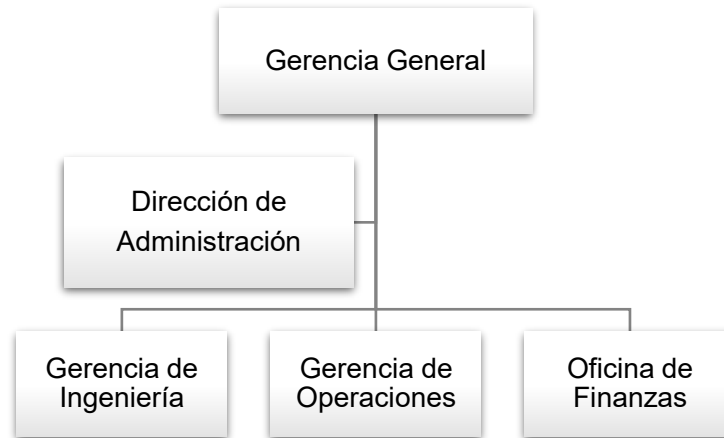 Gerencia General
Dirección de
Administración
Gerencia de
Ingeniería
Gerencia de
Operaciones
Oficina de
Finanzas